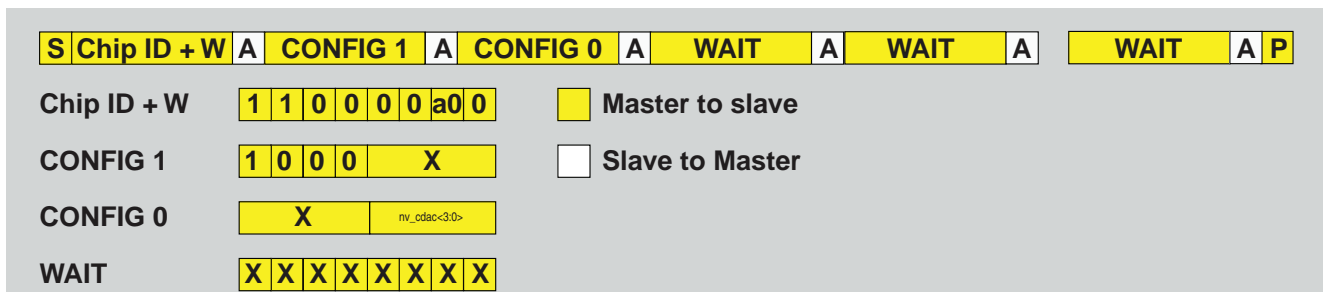 S Chip ID + W A CONFIG 1 A CONFIG 0 A WAIT A WAIT A WAIT A P
Chip ID + W 1 1 0 0 0 0 a0 0 Master to slave
CONFIG 1 1 0 0 0 X Slave to Master
CONFIG 0 X nv_cdac<3:0>
WAIT X X X X X X X X